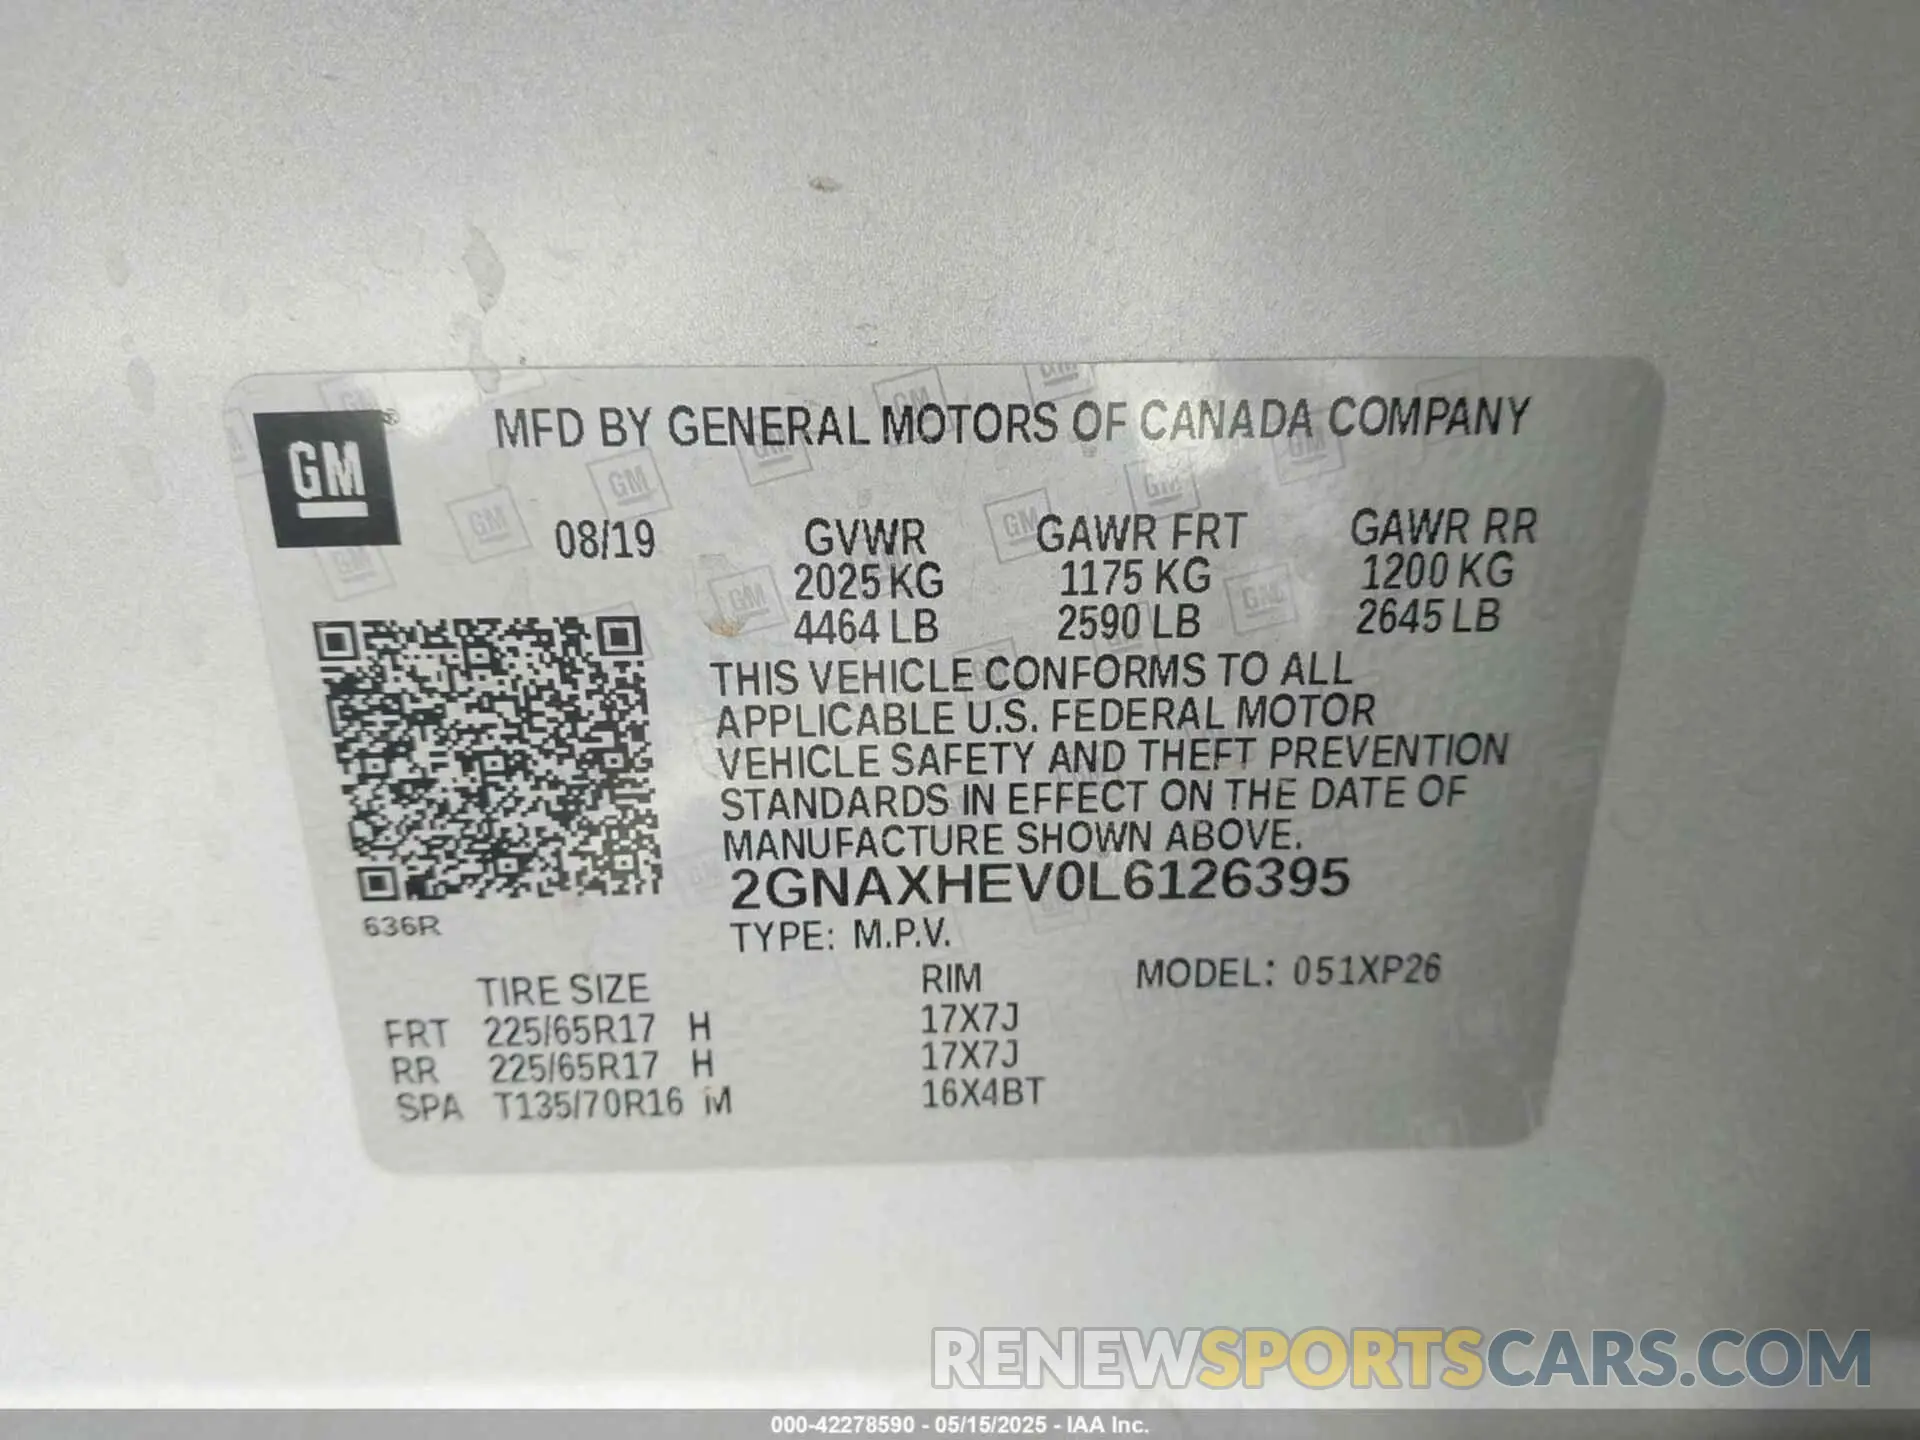 GM ®
MFD BY GENERAL MOTORS OF CANADA COMPANY
08/19 GVWR GAWR FRT GAWR RR
2025 KG 1175 KG 1200 KG
4464 LB 2590 LB 2645 LB
THIS VEHICLE CONFORMS TO ALL
APPLICABLE U.S. FEDERAL MOTOR
VEHICLE SAFETY AND THEFT PREVENTION
STANDARDS IN EFFECT ON THE DATE OF
MANUFACTURE SHOWN ABOVE.
2GNAXHEV0L6126395
636R
TYPE: M.P.V.
TIRE SIZE RIM MODEL: 051XP26
FRT 225/65R17 H 17X7J
RR 225/65R17 H 17X7J
SPA T135/70R16 M 16X4BT
RENEWSPORTSCARS.COM
000-42278590 - 05/15/2025 - IAA Inc.